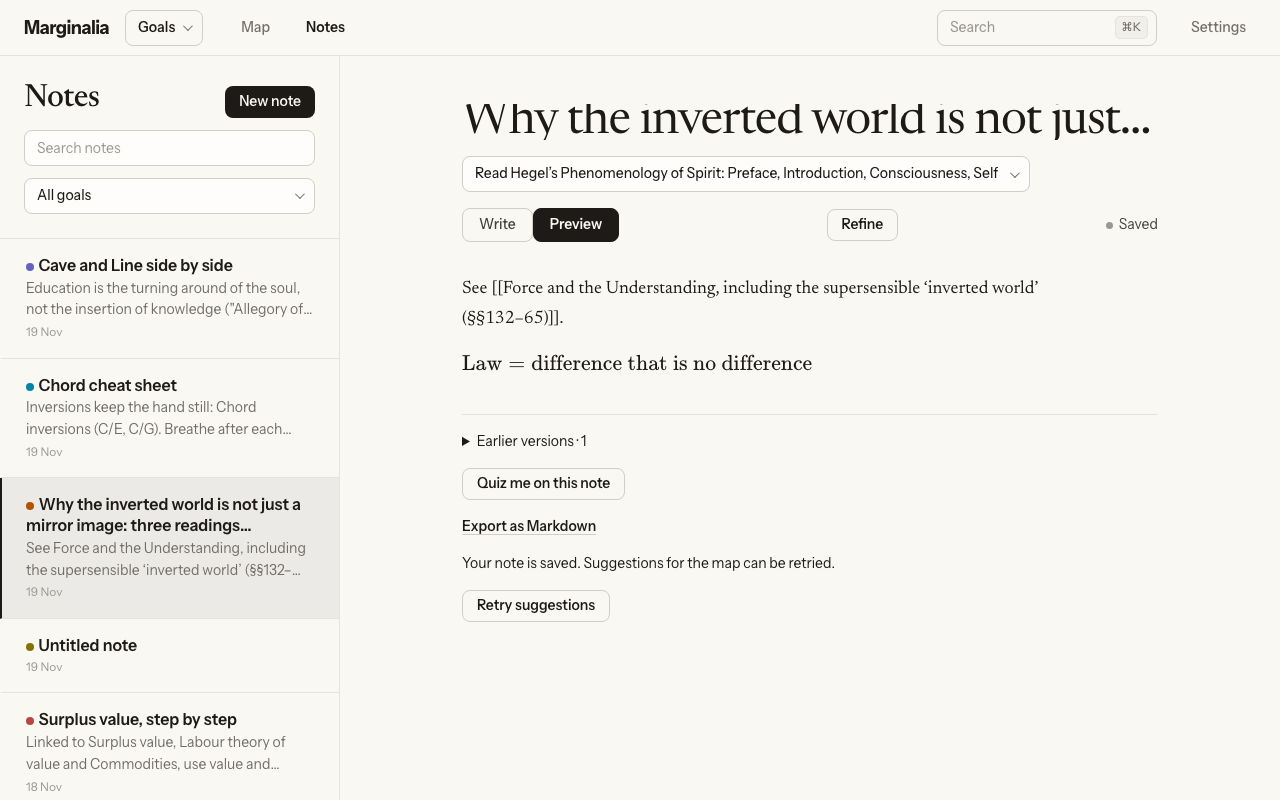 Marginalia
Goals
Map
Notes
Search
⌘K
Settings
Notes
New note
Search notes
All goals
Cave and Line side by side
Education is the turning around of the soul,
not the insertion of knowledge ("Allegory of...
19 Nov
Chord cheat sheet
Inversions keep the hand still: Chord
inversions (C/E, C/G). Breathe after each...
19 Nov
Why the inverted world is not just a
mirror image: three readings...
See Force and the Understanding, including
the supersensible ‘inverted world’ (§§132–...
19 Nov
Untitled note
19 Nov
Surplus value, step by step
Linked to Surplus value, Labour theory of
value and Commodities, use value and...
18 Nov
Why the inverted world is not just...
Read Hegel’s Phenomenology of Spirit: Preface, Introduction, Consciousness, Self
Write
Preview
Refine
Saved
See [[Force and the Understanding, including the supersensible ‘inverted world’
(§§132–65)]].
Law = difference that is no difference
Earlier versions · 1
Quiz me on this note
Export as Markdown
Your note is saved. Suggestions for the map can be retried.
Retry suggestions